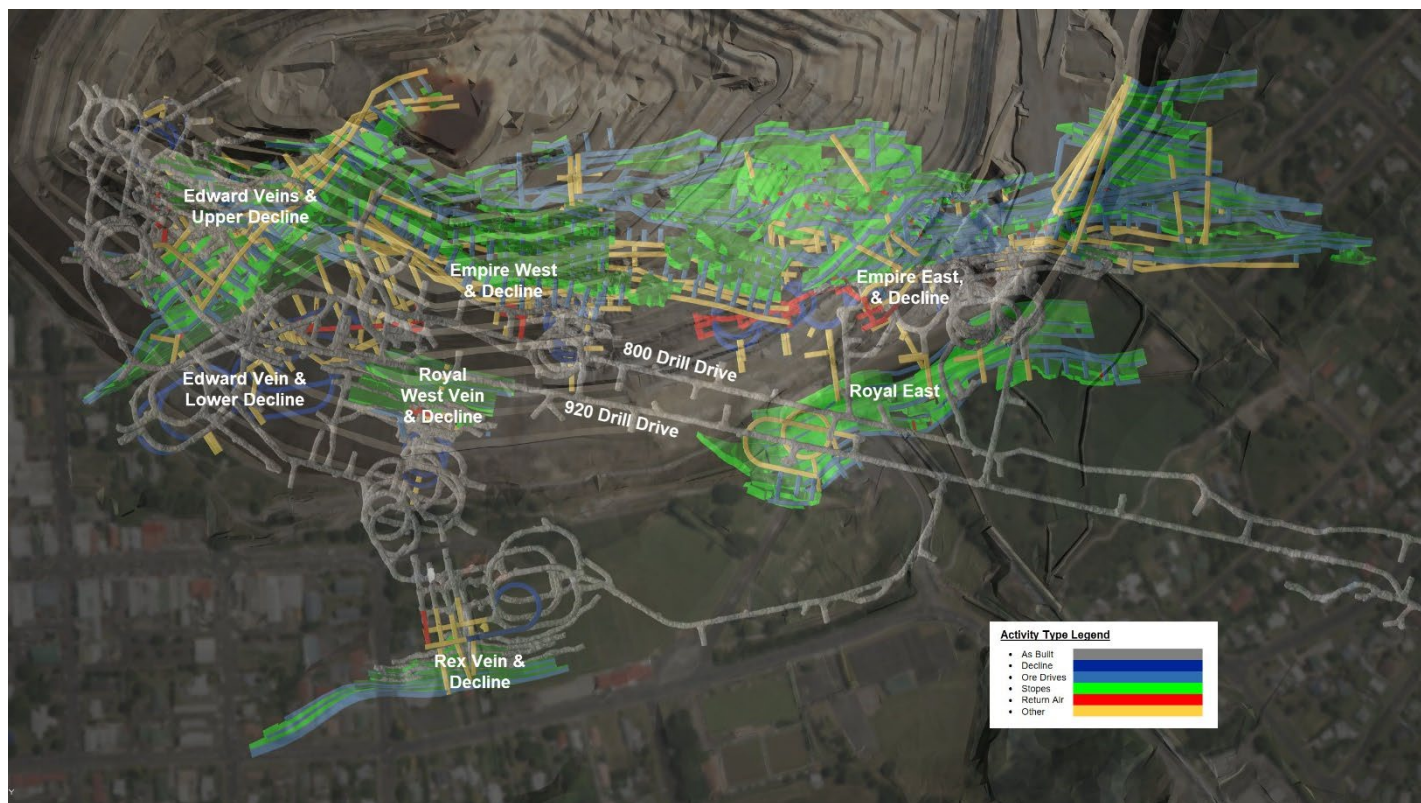 Edward Veins &
Upper Decline
Empire West
& Decline
Empire East,
& Decline
800 Drill Drive
Edward Vein &
Lower Decline
Royal
West Vein
& Decline
Royal East
920 Drill Drive
Rex Vein &
Decline
Activity Type Legend
• As Built
• Decline
• Ore Drives
• Stopes
• Return Air
• Other
Y